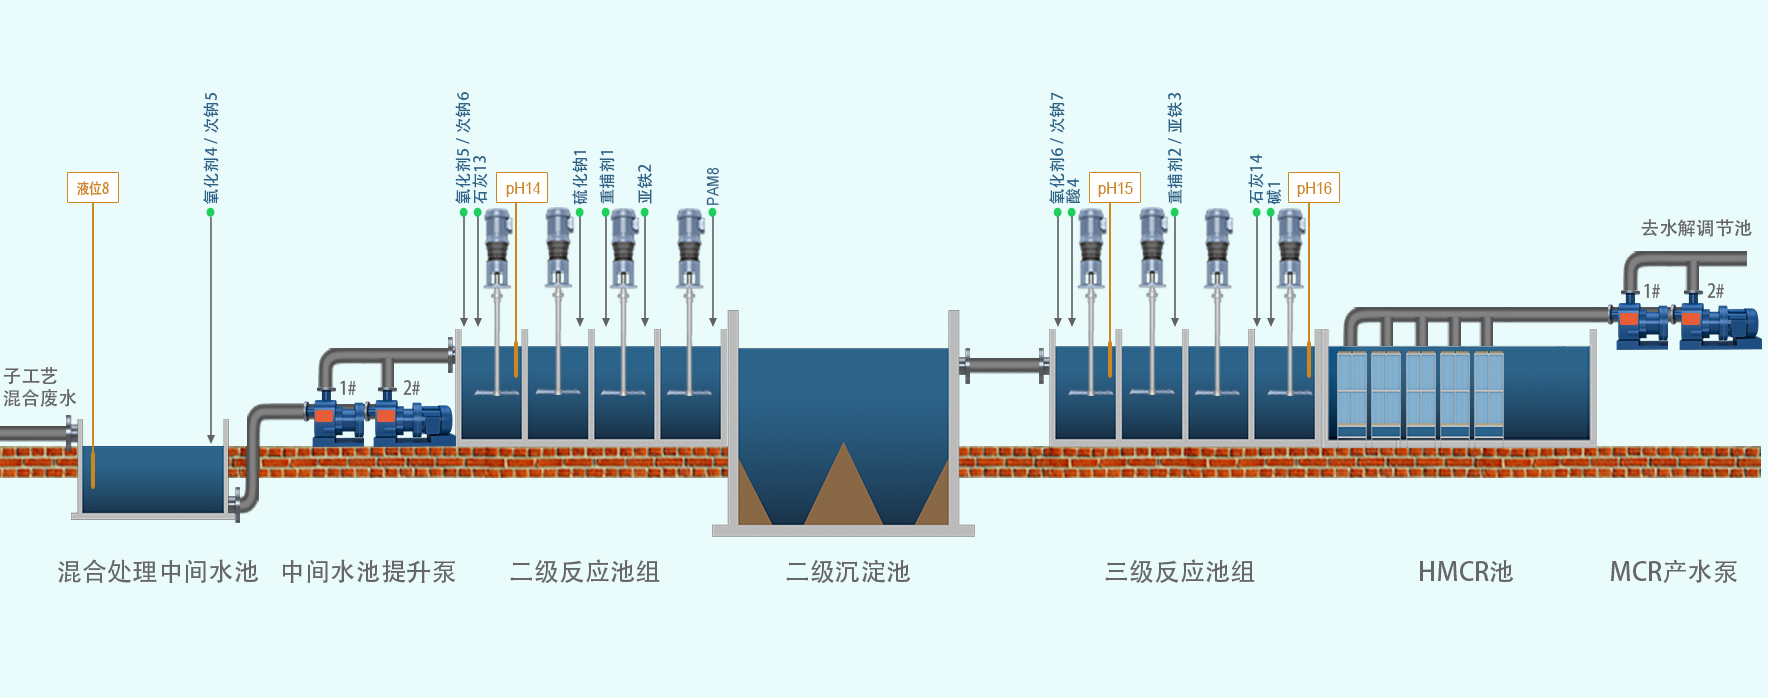 氧化剂4 / 次钠5
氧化剂5 / 次钠6
石灰13
硫化钠1
重捕剂1
亚铁2
PAM8
氧化剂6 / 次钠7
酸4
重捕剂2 / 亚铁3
石灰14
碱1
液位8
pH14
pH15
pH16
去水解调节池
1#
2#
子工艺
混合废水
1#
2#
混合处理中间水池
中间水池提升泵
二级反应池组
二级沉淀池
三级反应池组
HMCR池
MCR产水泵